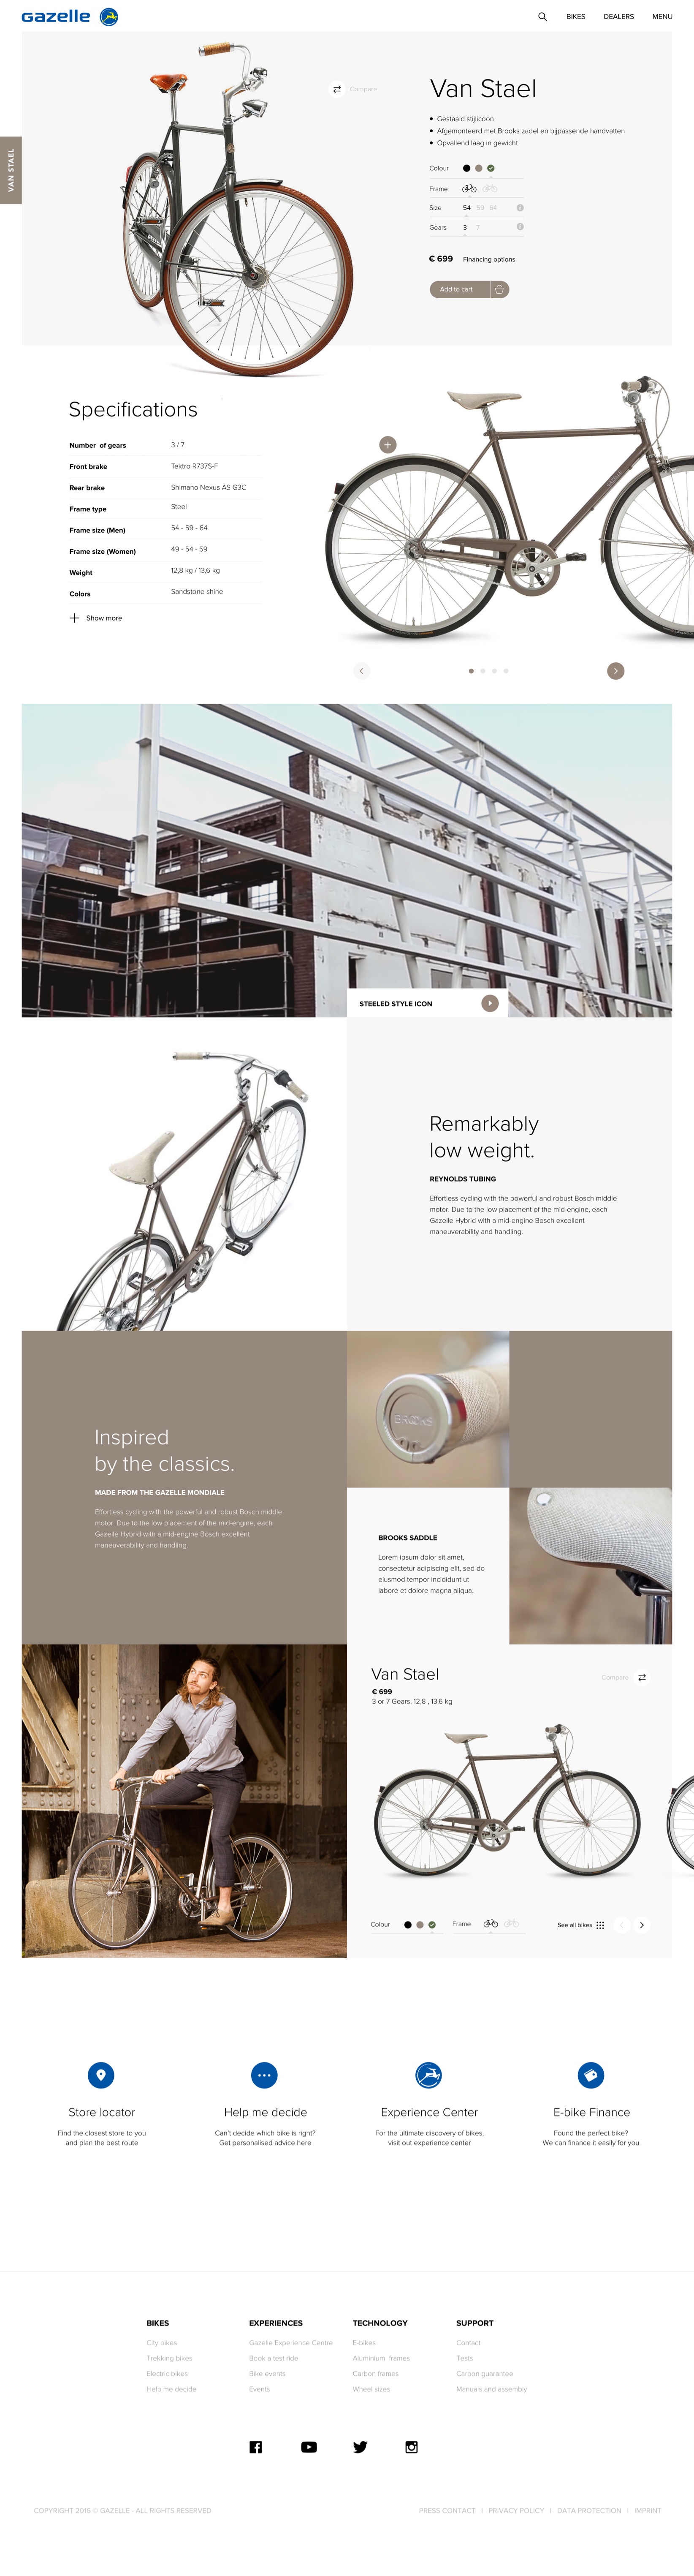 Gazelle
BIKES
DEALERS
MENU
VAN STAEL
Compare
Van Stael
Gestaald stijlicoon
Afgemonteerd met Brooks zadel en bijpassende handvatten
Opvallend laag in gewicht
Colour
Frame
Size 54 59 64
Gears 3 7
€ 699 Financing options
Add to cart
Specifications
Number of gears 3 / 7
Front brake Tektro R737S-F
Rear brake Shimano Nexus AS G3C
Frame type Steel
Frame size (Men) 54 - 59 - 64
Frame size (Women) 49 - 54 - 59
Weight 12,8 kg / 13,6 kg
Colors Sandstone shine
Show more
STEELED STYLE ICON
Remarkably
low weight.
REYNOLDS TUBING
Effortless cycling with the powerful and robust Bosch middle
motor. Due to the low placement of the mid-engine, each
Gazelle Hybrid with a mid-engine Bosch excellent
maneuverability and handling.
Inspired
by the classics.
MADE FROM THE GAZELLE MONDIALE
Effortless cycling with the powerful and robust Bosch middle
motor. Due to the low placement of the mid-engine, each
Gazelle Hybrid with a mid-engine Bosch excellent
maneuverability and handling.
BROOKS
BROOKS SADDLE
Lorem ipsum dolor sit amet,
consectetur adipiscing elit, sed do
eiusmod tempor incididunt ut
labore et dolore magna aliqua.
Van Stael
€ 699
3 or 7 Gears, 12,8 , 13,6 kg
Compare
Colour
Frame
See all bikes
Store locator
Find the closest store to you
and plan the best route
Help me decide
Can't decide which bike is right?
Get personalised advice here
Experience Center
For the ultimate discovery of bikes,
visit out experience center
E-bike Finance
Found the perfect bike?
We can finance it easily for you
BIKES
City bikes
Trekking bikes
Electric bikes
Help me decide
EXPERIENCES
Gazelle Experience Centre
Book a test ride
Bike events
Events
TECHNOLOGY
E-bikes
Aluminium frames
Carbon frames
Wheel sizes
SUPPORT
Contact
Tests
Carbon guarantee
Manuals and assembly
COPYRIGHT 2016 © GAZELLE - ALL RIGHTS RESERVED
PRESS CONTACT | PRIVACY POLICY | DATA PROTECTION | IMPRINT